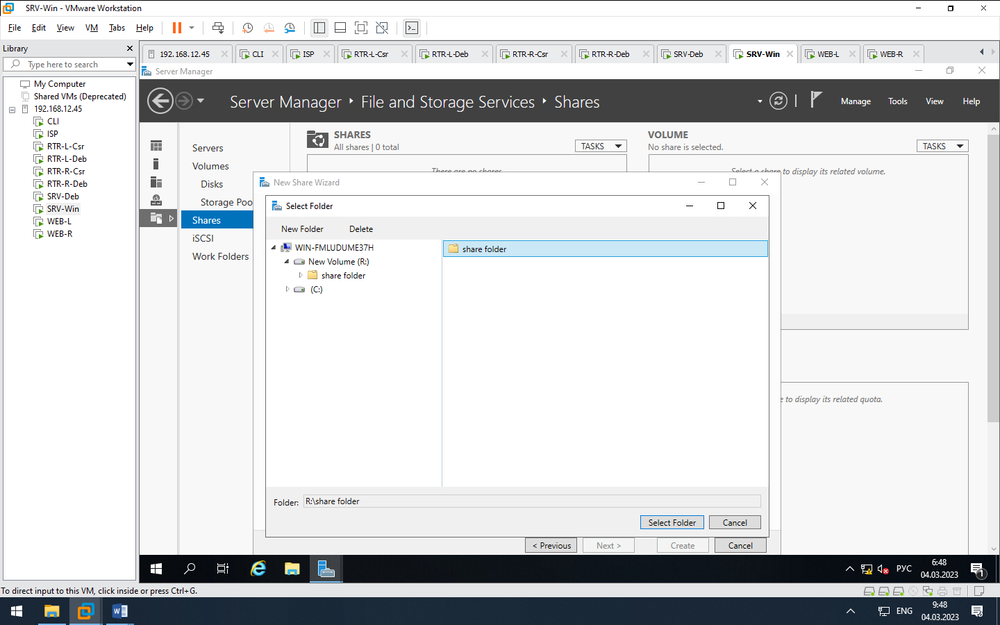 SRV-Win - VMware Workstation
File Edit View VM Tabs Help
Library
Type here to search
My Computer
Shared VMs (Deprecated)
192.168.12.45
CLI
ISP
RTR-L-Csr
RTR-L-Deb
RTR-R-Csr
RTR-R-Deb
SRV-Deb
SRV-Win
WEB-L
WEB-R
192.168.12.45 CLI ISP RTR-L-Csr RTR-L-Deb RTR-R-Csr RTR-R-Deb SRV-Deb SRV-Win WEB-L WEB-R
Server Manager
Server Manager File and Storage Services Shares
Manage Tools View Help
Servers
Volumes
Disks
Storage Poo
Shares
iSCSI
Work Folders
SHARES
All shares | 0 total
TASKS
There are no shares.
VOLUME
No share is selected.
TASKS
Select a share to display its related volume.
e to display its related quota.
New Share Wizard
Select Folder
New Folder Delete
WIN-FMLUDUME37H
New Volume (R:)
share folder
(C:)
share folder
Folder: R:\share folder
Select Folder Cancel
< Previous Next > Create Cancel
РУС
6:48
04.03.2023
1
To direct input to this VM, click inside or press Ctrl+G.
ENG
9:48
04.03.2023